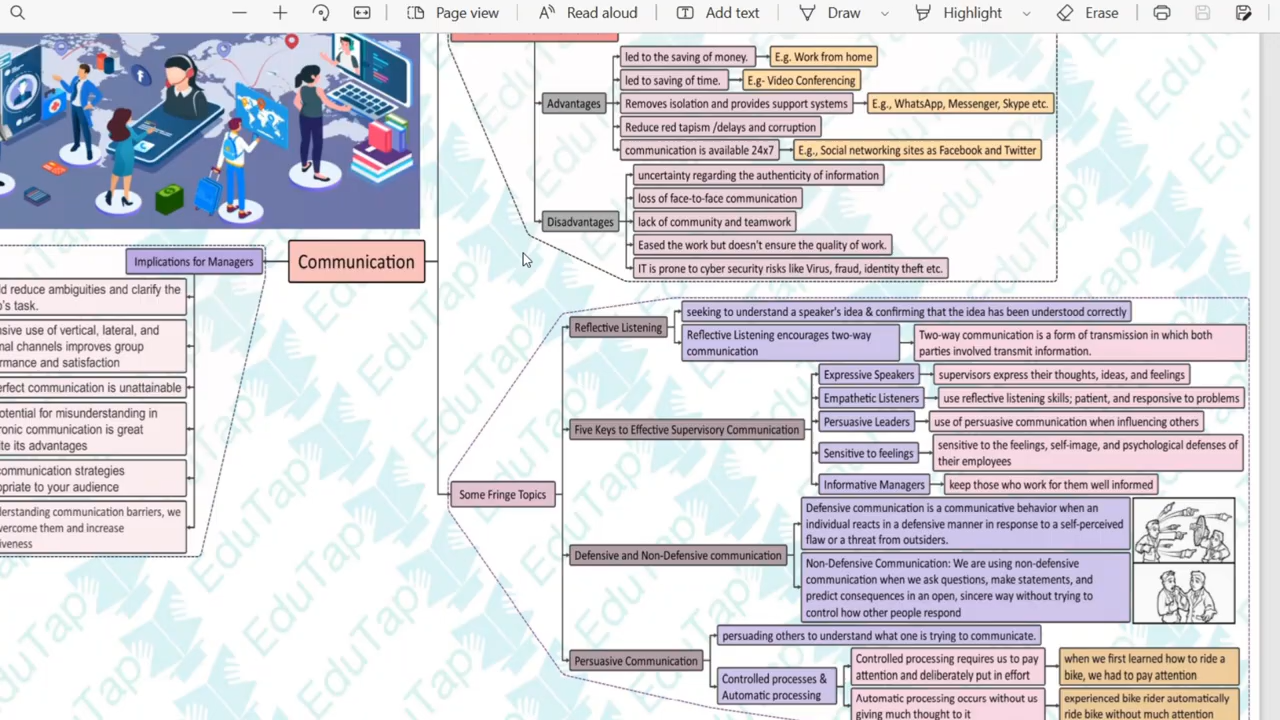 Page view
Read aloud
Add text
Draw
Highlight
Erase
led to the saving of money.
E.g. Work from home
led to saving of time.
E.g- Video Conferencing
Advantages
Removes isolation and provides support systems
E.g., WhatsApp, Messenger, Skype etc.
Reduce red tapism /delays and corruption
communication is available 24x7
E.g., Social networking sites as Facebook and Twitter
uncertainty regarding the authenticity of information
loss of face-to-face communication
Disadvantages
lack of community and teamwork
Eased the work but doesn't ensure the quality of work.
IT is prone to cyber security risks like Virus, fraud, identity theft etc.
Implications for Managers
Communication
reduce ambiguities and clarify the
task.
use of vertical, lateral, and
channels improves group
and satisfaction
communication is unattainable
for misunderstanding in
communication is great
its advantages
communication strategies
to your audience
communication barriers, we
them and increase
Some Fringe Topics
Reflective Listening
seeking to understand a speaker's idea & confirming that the idea has been understood correctly
Reflective Listening encourages two-way
communication
Two-way communication is a form of transmission in which both
parties involved transmit information.
Five Keys to Effective Supervisory Communication
Expressive Speakers
supervisors express their thoughts, ideas, and feelings
Empathetic Listeners
use reflective listening skills; patient, and responsive to problems
Persuasive Leaders
use of persuasive communication when influencing others
Sensitive to feelings
sensitive to the feelings, self-image, and psychological defenses of
their employees
Informative Managers
keep those who work for them well informed
Defensive and Non-Defensive communication
Defensive communication is a communicative behavior when an
individual reacts in a defensive manner in response to a self-perceived
flaw or a threat from outsiders.
Non-Defensive Communication: We are using non-defensive
communication when we ask questions, make statements, and
predict consequences in an open, sincere way without trying to
control how other people respond
Persuasive Communication
persuading others to understand what one is trying to communicate.
Controlled processes &
Automatic processing
Controlled processing requires us to pay
attention and deliberately put in effort
when we first learned how to ride a
bike, we had to pay attention
Automatic processing occurs without us
giving much thought to it
experienced bike rider automatically
ride bike without much attention
EduTap